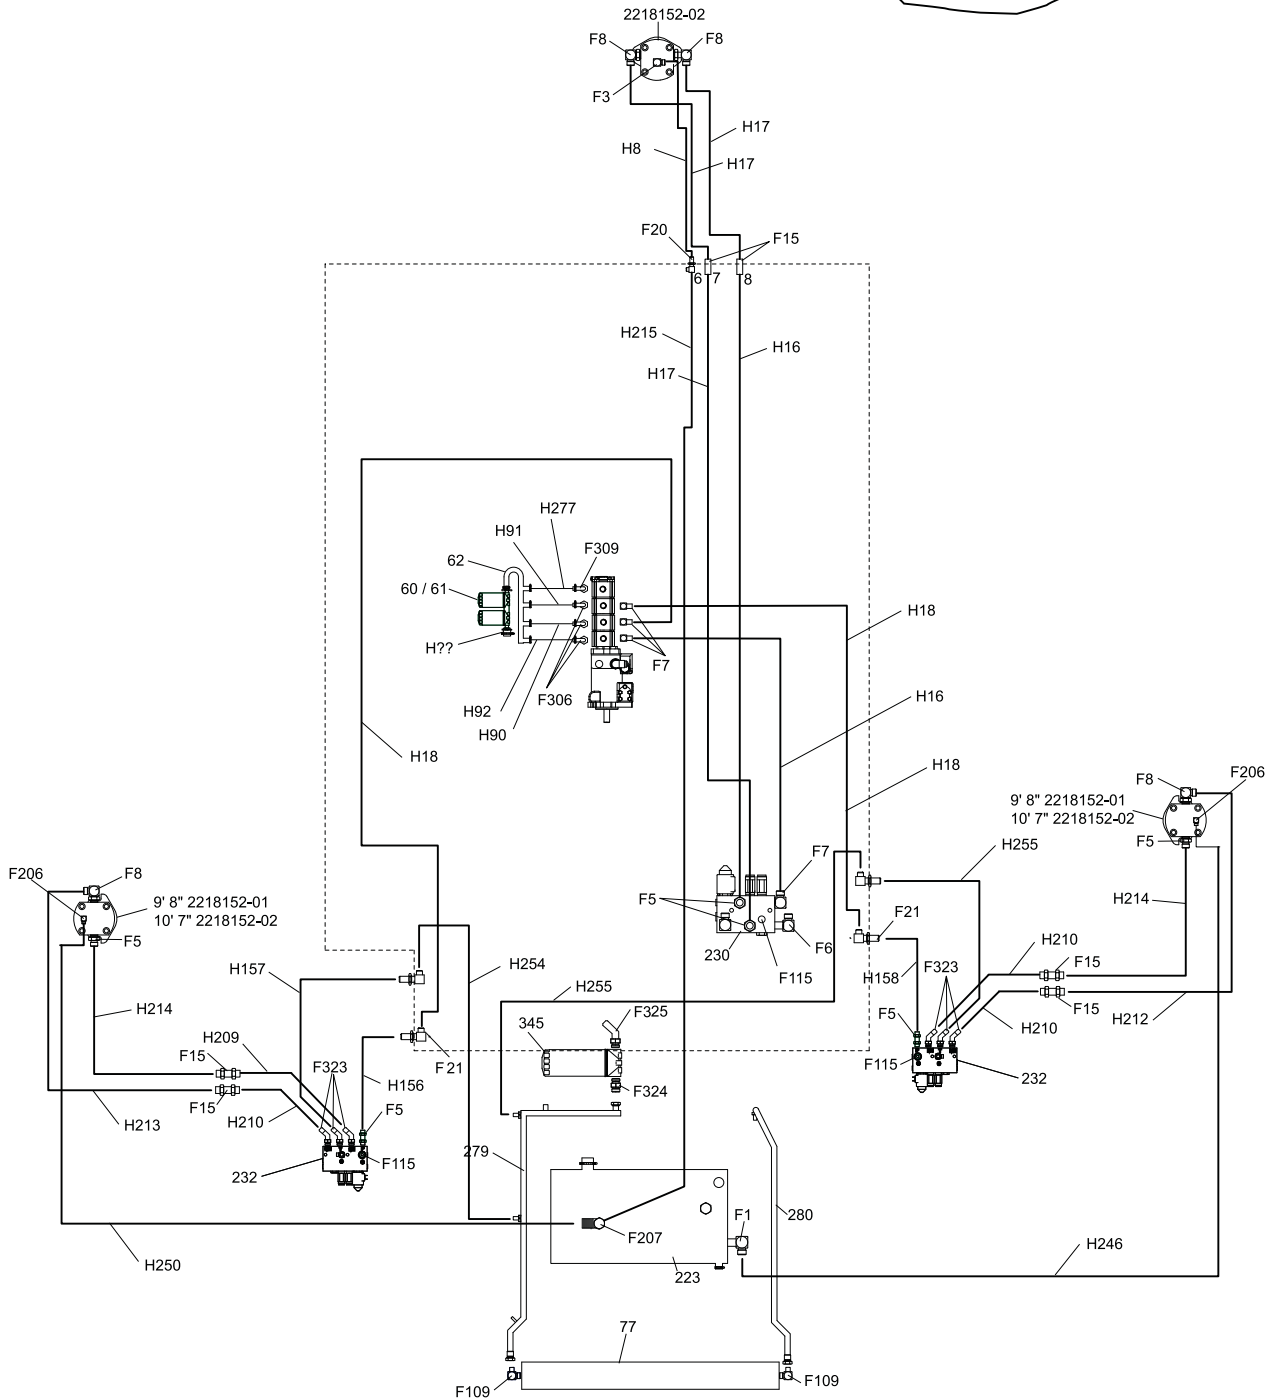 2218152-02
F8
F8
F3
H17
H8
H17
F20
F15
6
7
8
H215
H16
H17
H277
H91
F309
62
60 / 61
H18
H??
F7
F306
H92
H90
H16
H18
H18
F8
F206
9' 8" 2218152-01
10' 7" 2218152-02
F5
H255
F7
F206
F8
9' 8" 2218152-01
10' 7" 2218152-02
F5
F5
H214
F21
230
F6
F115
H210
F15
H157
H254
H158
F323
H255
F15
H212
H214
345
F325
F5
H210
H209
F15
F323
F21
F115
232
H156
F324
F15
H213
H210
F5
279
F115
232
F1
280
F207
H250
223
H246
77
F109
F109